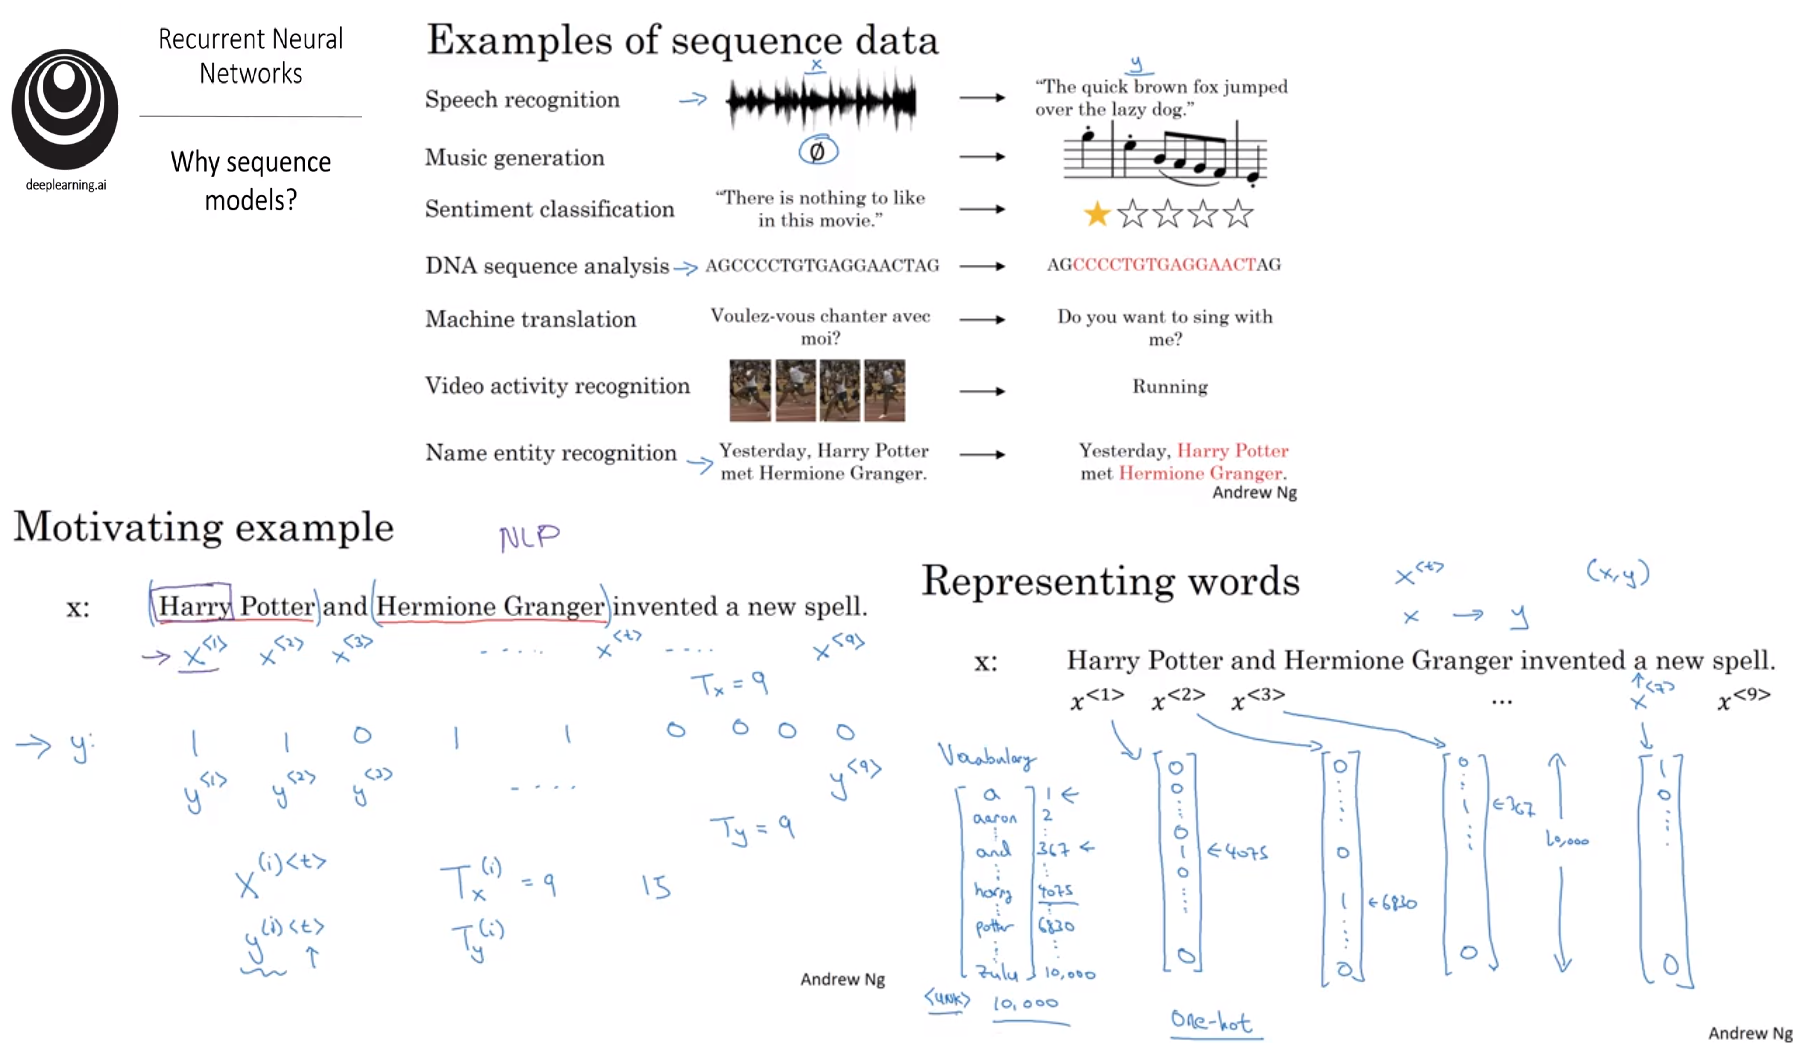 Recurrent Neural
Networks
Why sequence
models?
deeplearning.ai
Examples of sequence data
x
y
Speech recognition
“The quick brown fox jumped
over the lazy dog.”
Music generation
∅
Sentiment classification
“There is nothing to like
in this movie.”
DNA sequence analysis → AGCCCCTGTGAGGAACTAG → AGCCCCTGTGAGGAACTAG
Machine translation
Voulez-vous chanter avec
moi?
Do you want to sing with
me?
Video activity recognition → Running
Name entity recognition
Yesterday, Harry Potter
met Hermione Granger.
Yesterday, Harry Potter
met Hermione Granger.
Andrew Ng
Motivating example
NLP
x: Harry Potter and Hermione Granger invented a new spell.
→ x<1> x<2> x<3> ..... x<t> .... x<9>
Tx = 9
→ y: 1 1 0 1 1 0 0 0 0
y<1> y<2> y<3> .... y<9>
Ty = 9
X(i)<t> Tx(i) = 9 15
y(i)<t> Ty(i)
Andrew Ng
Representing words
x<t> (x,y)
x → y
x: Harry Potter and Hermione Granger invented a new spell.
x<1> x<2> x<3> ... x<7> x<9>
Vocabulary
a 1 ←
aaron 2
and 367 ←
harry 4075
potter 6830
zulu 10,000
<UNK> 10,000
0 0 0 1 0 0 ←4075
0 0 1 0 ←6830
0 1 0 ←367
10,000
1 0 0
One-hot
Andrew Ng